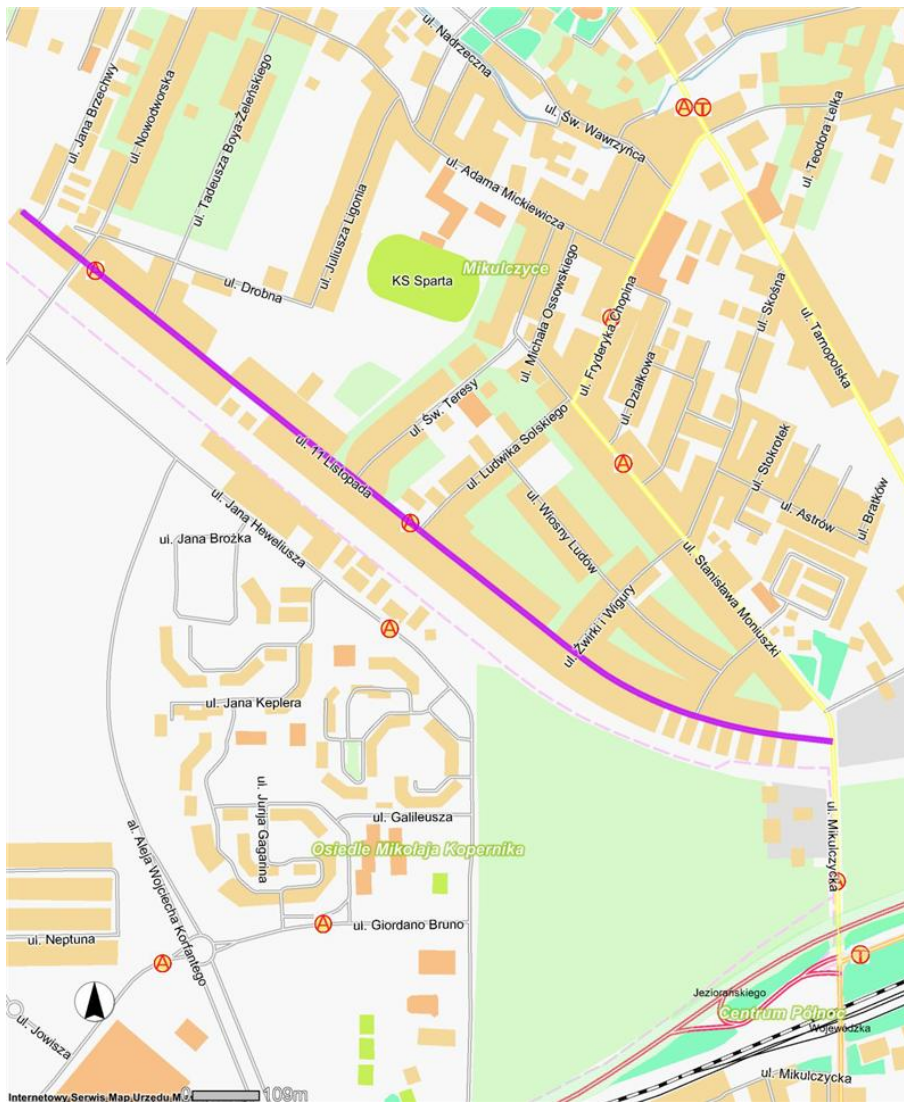 ul. Nadrzeczna
ul. Jana Brzechwy
ul. Nowodworska
ul. Tadeusza Boya-Żeleńskiego
A
T
ul. Św. Wawrzyńca
ul. Teodora Lelka
ul. Adama Mickiewicza
ul. Juliusza Ligonia
Mikulczyce
KS Sparta
ul. Michała Ossowskiego
ul. Skośna
A
ul. Drobna
A
ul. Fryderyka Chopina
ul. Tarnopolska
ul. Działkowa
ul. Św. Teresy
ul. Ludwika Solskiego
ul. 11 Listopada
A
ul. Stokrotek
ul. Astrów
ul. Bratków
ul. Jana Heweliusza
ul. Jana Brożka
A
ul. Wiosny Ludów
ul. Stanisława Moniuszki
ul. Żwirki i Wigury
A
ul. Jana Keplera
ul. Jurija Gagarina
ul. Galileusza
ul. Mikulczycka
Osiedle Mikołaja Kopernika
al. Aleja Wojciecha Korfantego
A
A
ul. Giordano Bruno
ul. Neptuna
A
T
Jeziorańskiego
Centrum Północ
Wojewódzka
ul. Jowisza
ul. Mikulczycka
Internetowy Serwis Map Urzędu M
0 109m